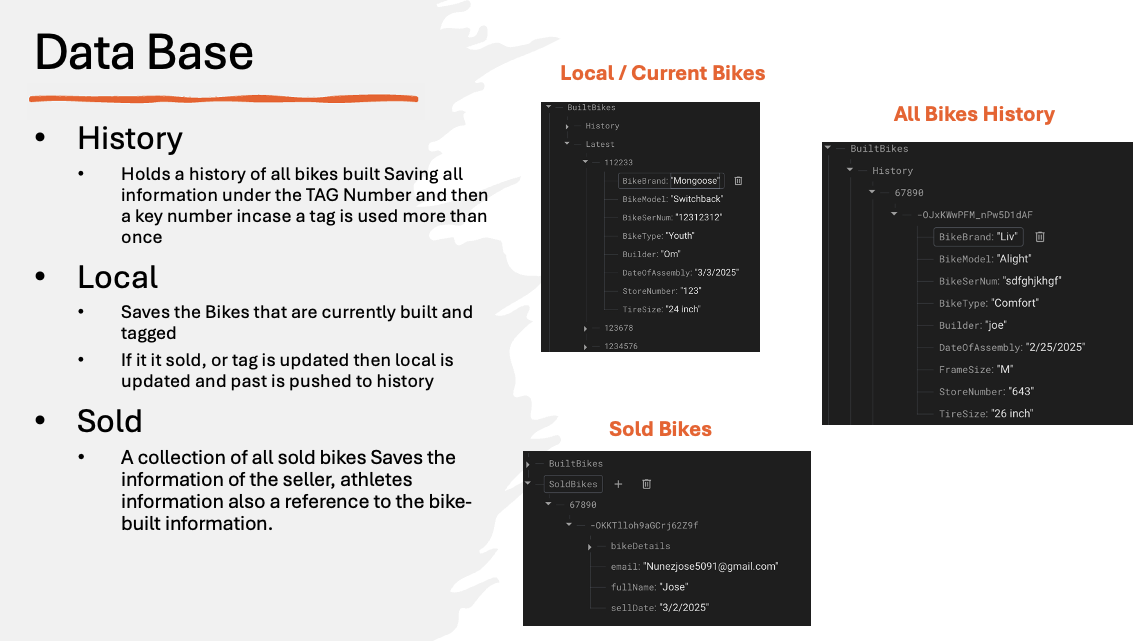 Data Base
• History
• Holds a history of all bikes built Saving all
information under the TAG Number and then
a key number incase a tag is used more than
once
• Local
• Saves the Bikes that are currently built and
tagged
• If it it sold, or tag is updated then local is
updated and past is pushed to history
• Sold
• A collection of all sold bikes Saves the
information of the seller, athletes
information also a reference to the bike-
built information.
Local / Current Bikes
BuiltBikes
History
Latest
112233
BikeBrand: "Mongoose"
BikeModel: "Switchback"
BikeSerNum: "12312312"
BikeType: "Youth"
Builder: "Om"
DateOfAssembly: "3/3/2025"
StoreNumber: "123"
TireSize: "24 inch"
123678
1234576
All Bikes History
BuiltBikes
History
67890
-OJxKWwPFM_nPw5D1dAF
BikeBrand: "Liv"
BikeModel: "Alight"
BikeSerNum: "sdfghjkhgf"
BikeType: "Comfort"
Builder: "joe"
DateOfAssembly: "2/25/2025"
FrameSize: "M"
StoreNumber: "643"
TireSize: "26 inch"
Sold Bikes
BuiltBikes
SoldBikes
67890
-OKKTlloh9aGCrj62Z9f
bikeDetails
email: "Nunezjose5091@gmail.com"
fullName: "Jose"
sellDate: "3/2/2025"